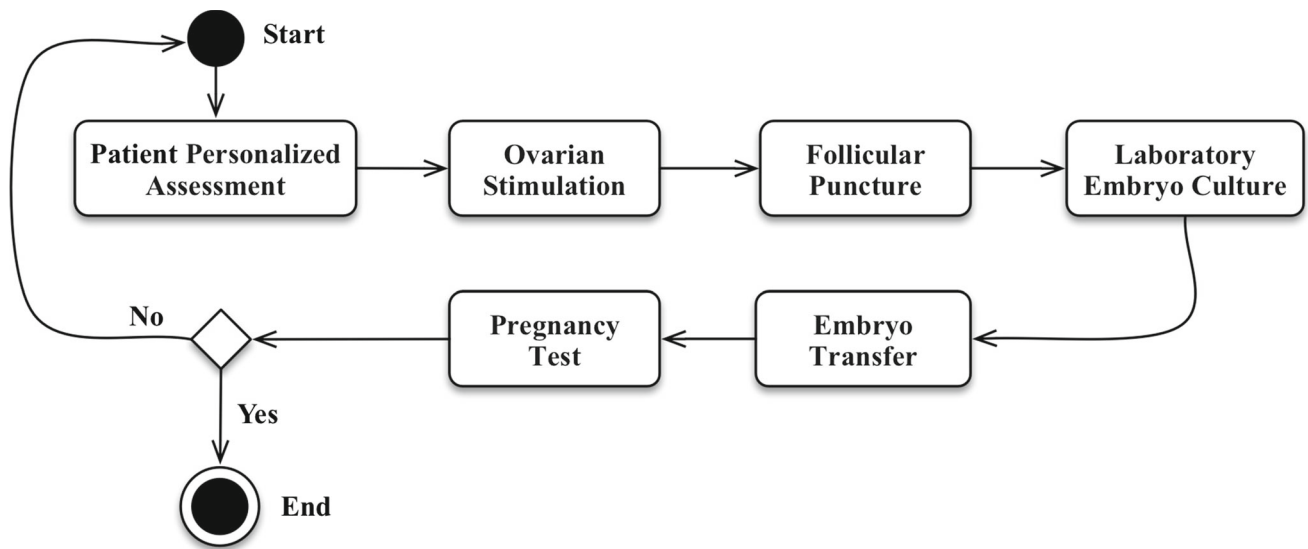 Start
Patient Personalized
Assessment
Ovarian
Stimulation
Follicular
Puncture
Laboratory
Embryo Culture
Embryo
Transfer
Pregnancy
Test
No
Yes
End